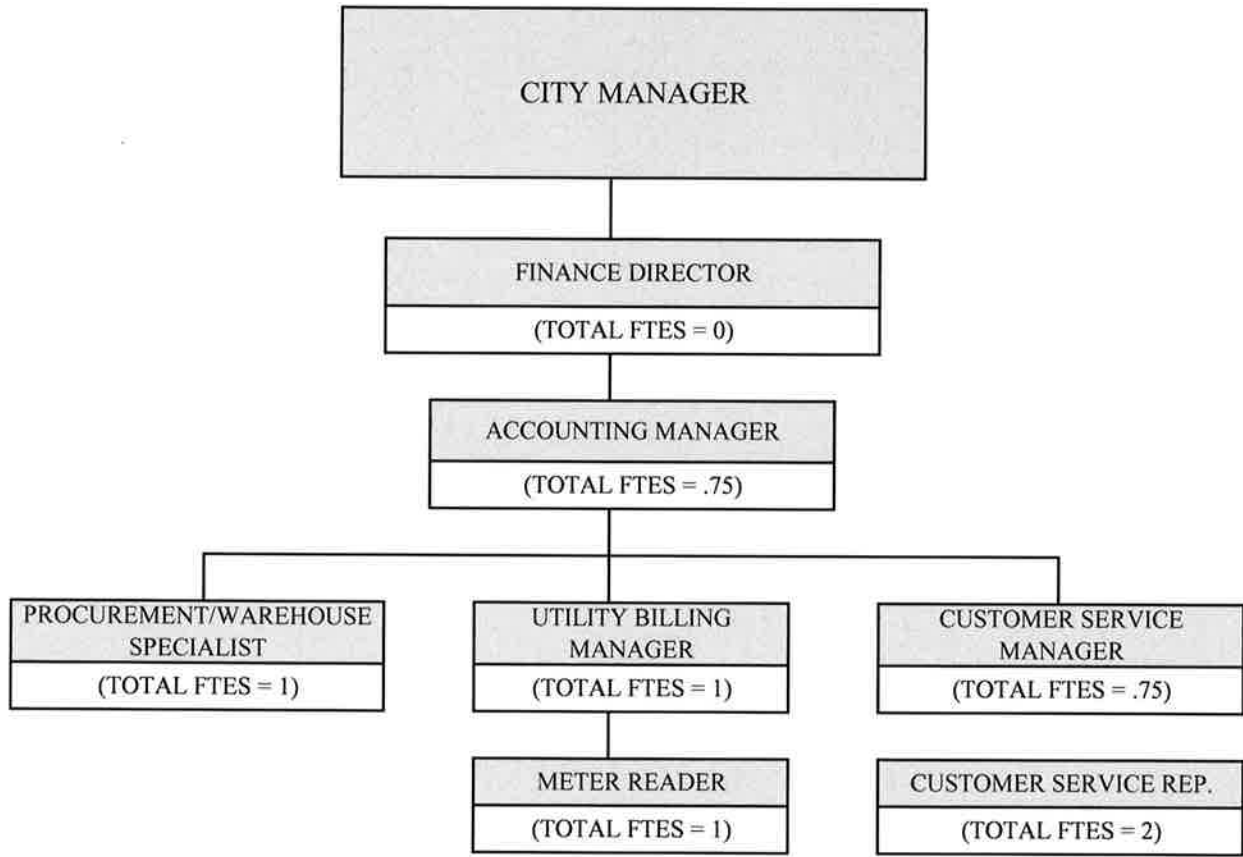 CITY MANAGER
FINANCE DIRECTOR
(TOTAL FTES = 0)
ACCOUNTING MANAGER
(TOTAL FTES = .75)
PROCUREMENT/WAREHOUSE
SPECIALIST
(TOTAL FTES = 1)
UTILITY BILLING
MANAGER
(TOTAL FTES = 1)
CUSTOMER SERVICE
MANAGER
(TOTAL FTES = .75)
METER READER
(TOTAL FTES = 1)
CUSTOMER SERVICE REP.
(TOTAL FTES = 2)